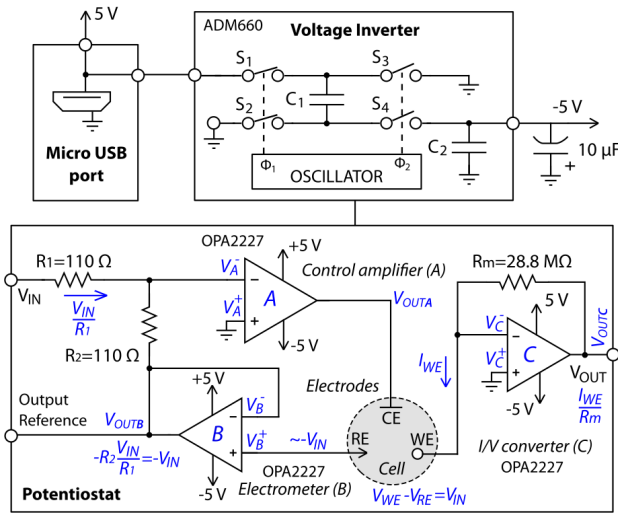 5 V
ADM660
Voltage Inverter
S1
S3
C1
S2
S4
-5 V
C2
Φ1
Φ2
OSCILLATOR
10 µF
+
Micro USB
port
OPA2227
+5 V
R1=110 Ω
Control amplifier (A)
Rm=28.8 MΩ
VIN
VIN
R1
VA-
-
A
VA+
+
-5 V
VOUTA
5 V
VC-
-
C
VC+
+
-5 V
VOUTC
VOUT
IWE
Rm
IWE
R2=110 Ω
+5 V
Output
Reference
VOUTB
-R2 VIN/R1=-VIN
VB-
-
B
VB+
+
~-VIN
-5 V
Electrodes
CE
RE
WE
Cell
I/V converter (C)
OPA2227
OPA2227
Electrometer (B)
VWE-VRE=VIN
Potentiostat